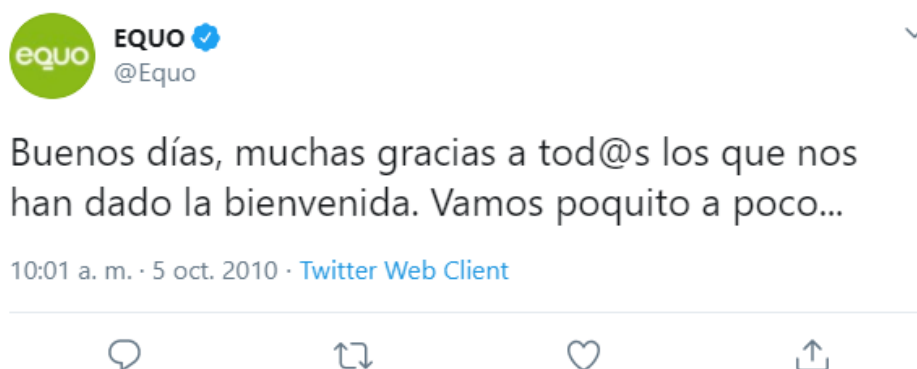 equo
EQUO
@Equo
Buenos días, muchas gracias a tod@s los que nos
han dado la bienvenida. Vamos poquito a poco...
10:01 a. m. · 5 oct. 2010 · Twitter Web Client